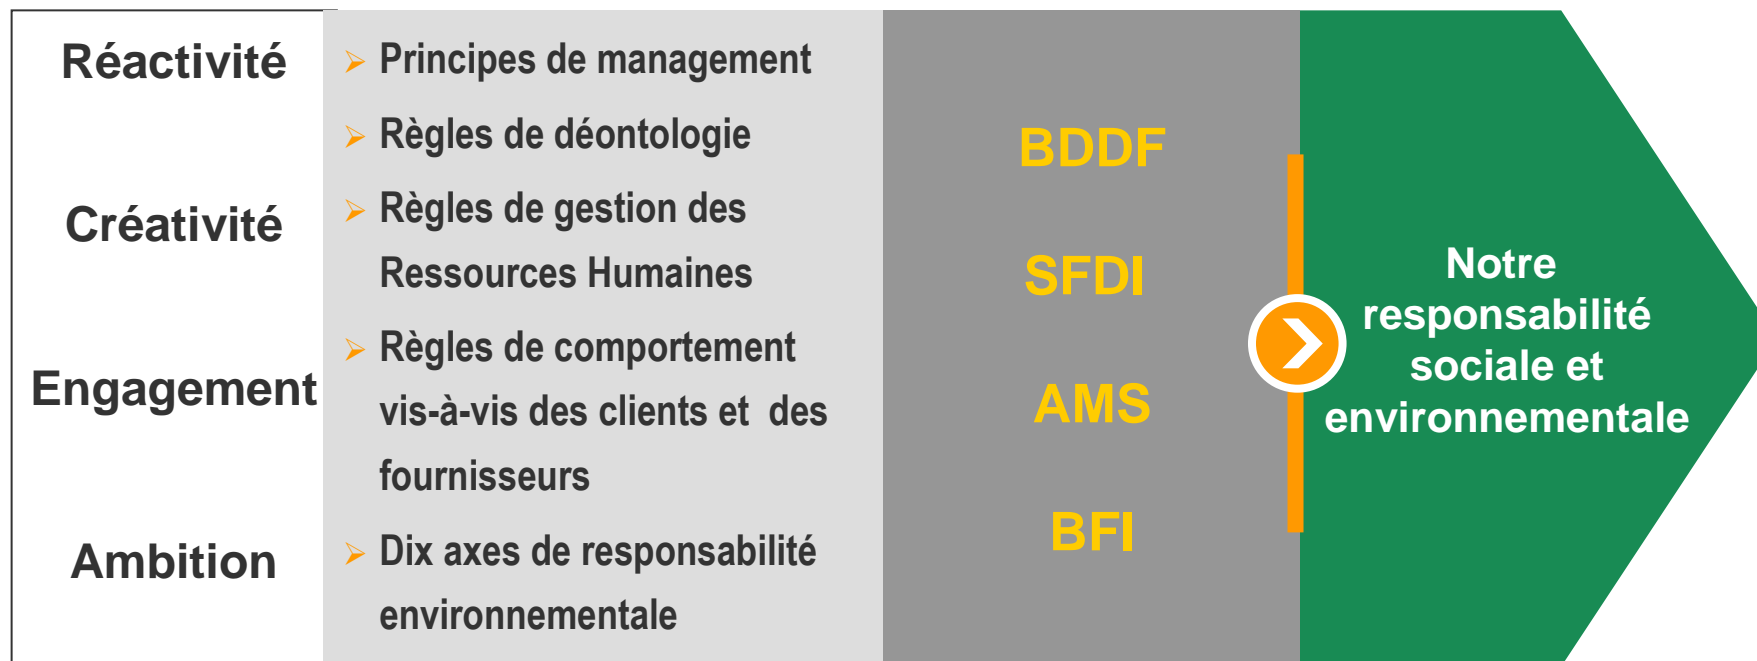 Réactivité
Créativité
Engagement
Ambition
Principes de management
Règles de déontologie
Règles de gestion des
Ressources Humaines
Règles de comportement
vis-à-vis des clients et des
fournisseurs
Dix axes de responsabilité
environnementale
BDDF
SFDI
AMS
BFI
Notre
responsabilité
sociale et
environnementale